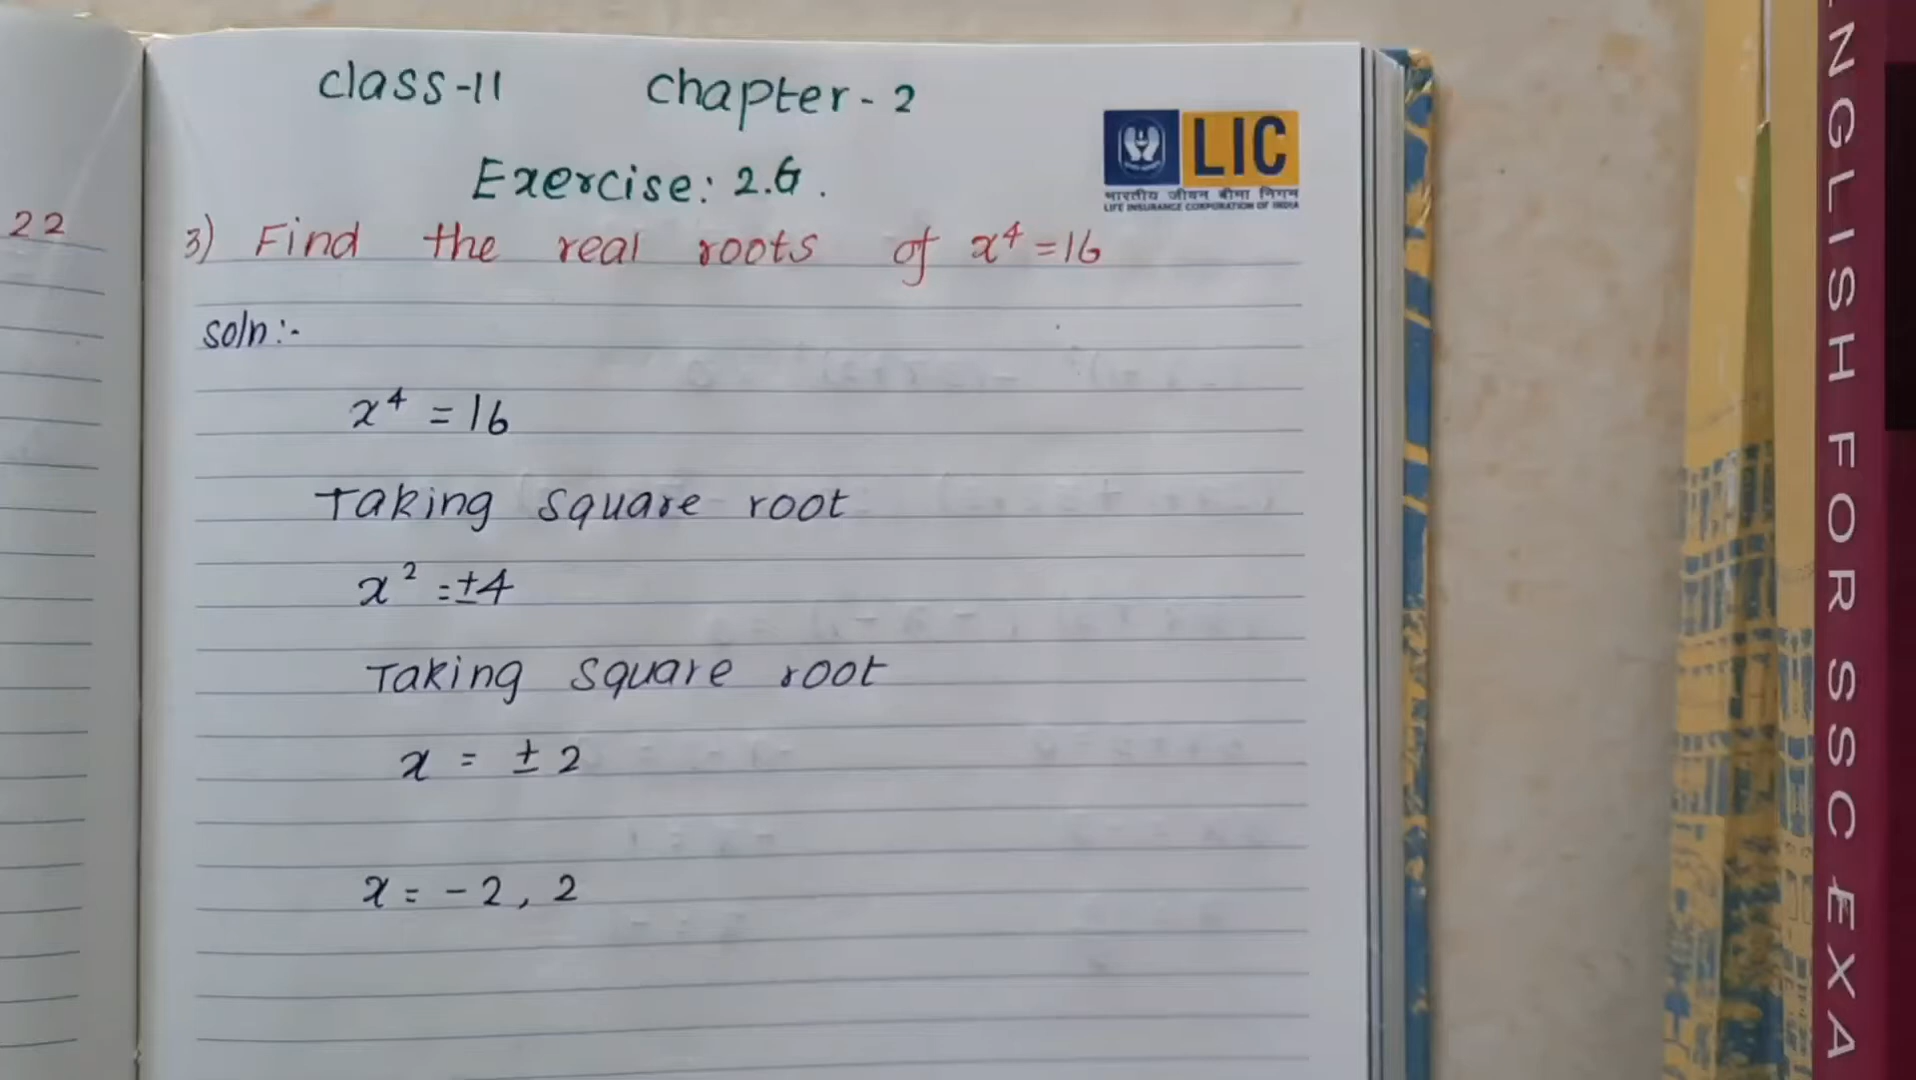 22
class-11 chapter-2
Exercise: 2.6.
LIC
भारतीय जीवन बीमा निगम
LIFE INSURANCE CORPORATION OF INDIA
3) Find the real roots of x⁴ = 16
soln:-
x⁴ = 16
Taking square root
x² = ±4
Taking square root
x = ± 2
x = -2, 2
NGLISH FOR SSC EXA